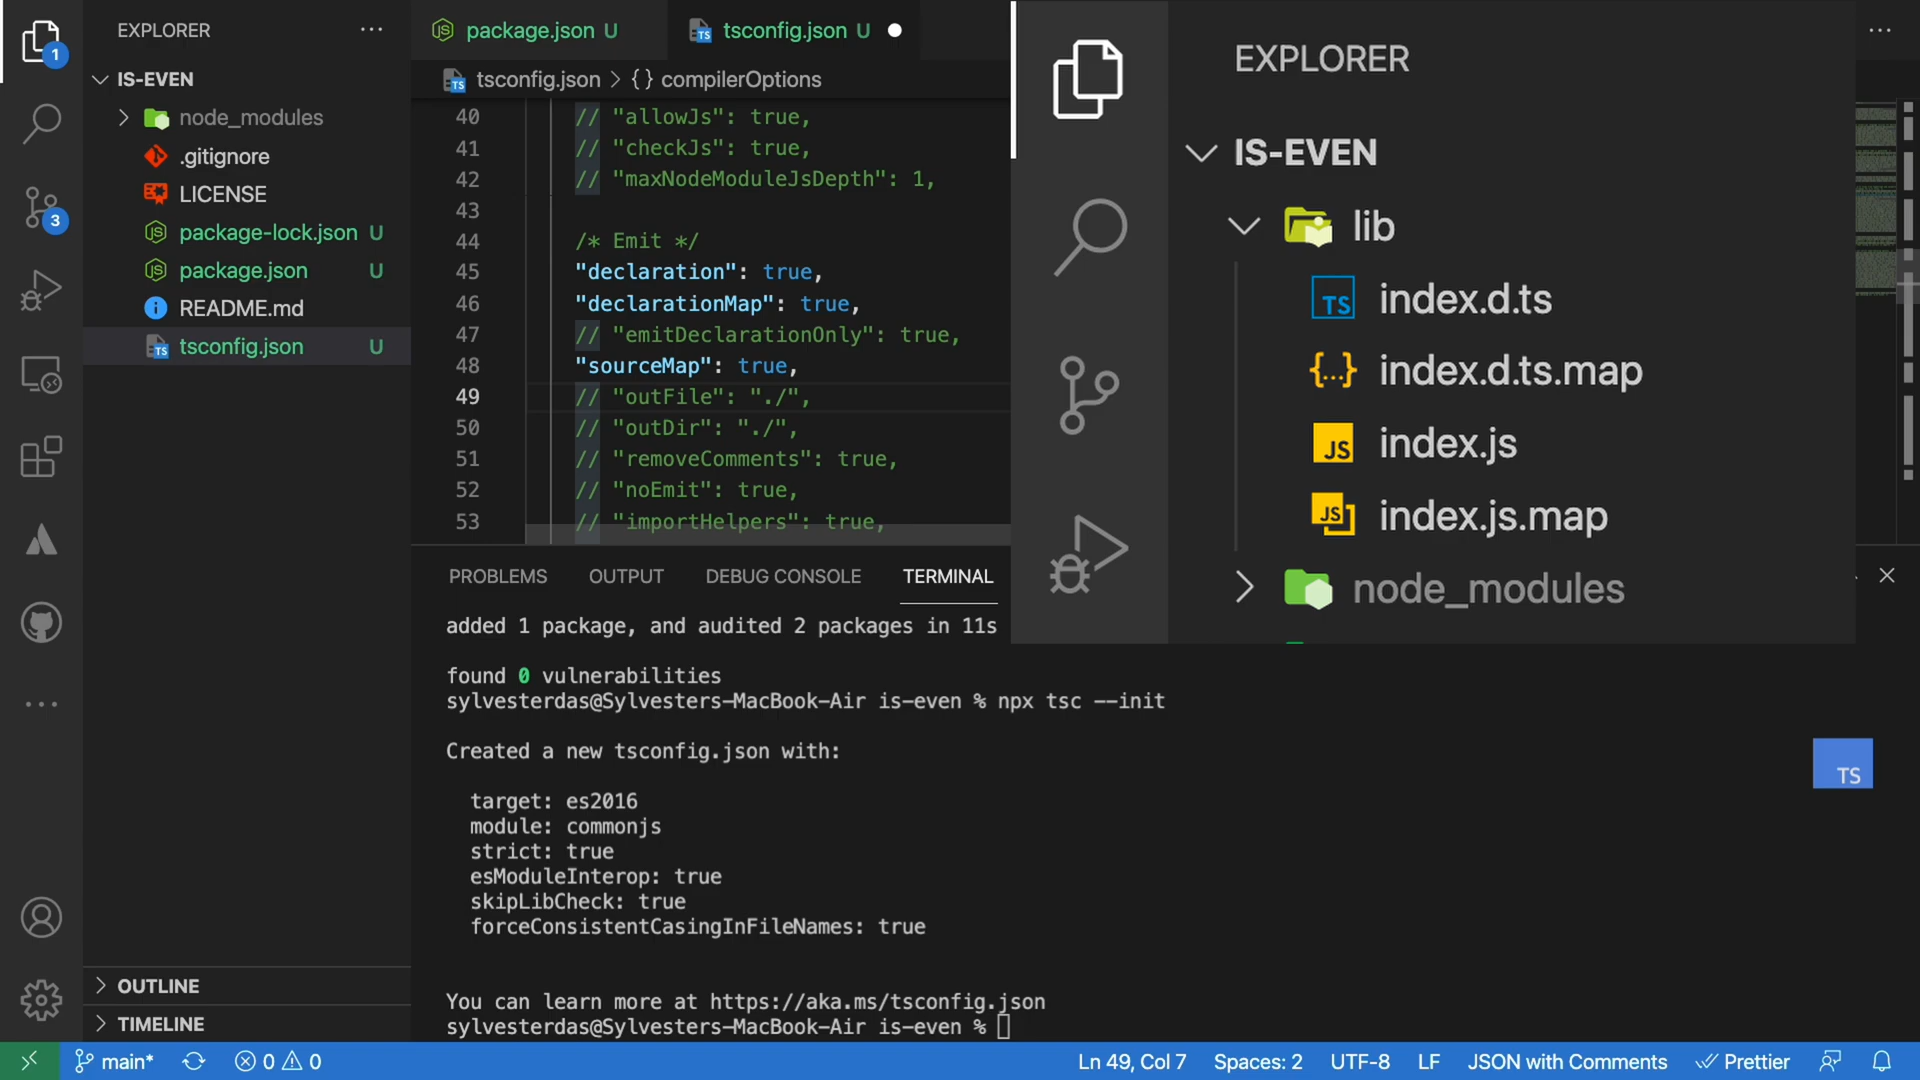 EXPLORER
1
IS-EVEN
node_modules
.gitignore
LICENSE
package-lock.json U
package.json U
README.md
tsconfig.json U
3
OUTLINE
TIMELINE
package.json U
tsconfig.json U
tsconfig.json > {} compilerOptions
40 // "allowJs": true,
41 // "checkJs": true,
42 // "maxNodeModuleJsDepth": 1,
43
44 /* Emit */
45 "declaration": true,
46 "declarationMap": true,
47 // "emitDeclarationOnly": true,
48 "sourceMap": true,
49 // "outFile": "./",
50 // "outDir": "./",
51 // "removeComments": true,
52 // "noEmit": true,
53 // "importHelpers": true,
EXPLORER
IS-EVEN
lib
TS index.d.ts
{...} index.d.ts.map
JS index.js
JS index.js.map
node_modules
PROBLEMS OUTPUT DEBUG CONSOLE TERMINAL
added 1 package, and audited 2 packages in 11s
found 0 vulnerabilities
sylvesterdas@Sylvesters-MacBook-Air is-even % npx tsc --init
Created a new tsconfig.json with:
target: es2016
module: commonjs
strict: true
esModuleInterop: true
skipLibCheck: true
forceConsistentCasingInFileNames: true
You can learn more at https://aka.ms/tsconfig.json
sylvesterdas@Sylvesters-MacBook-Air is-even %
TS
main* 0 0 Ln 49, Col 7 Spaces: 2 UTF-8 LF JSON with Comments Prettier